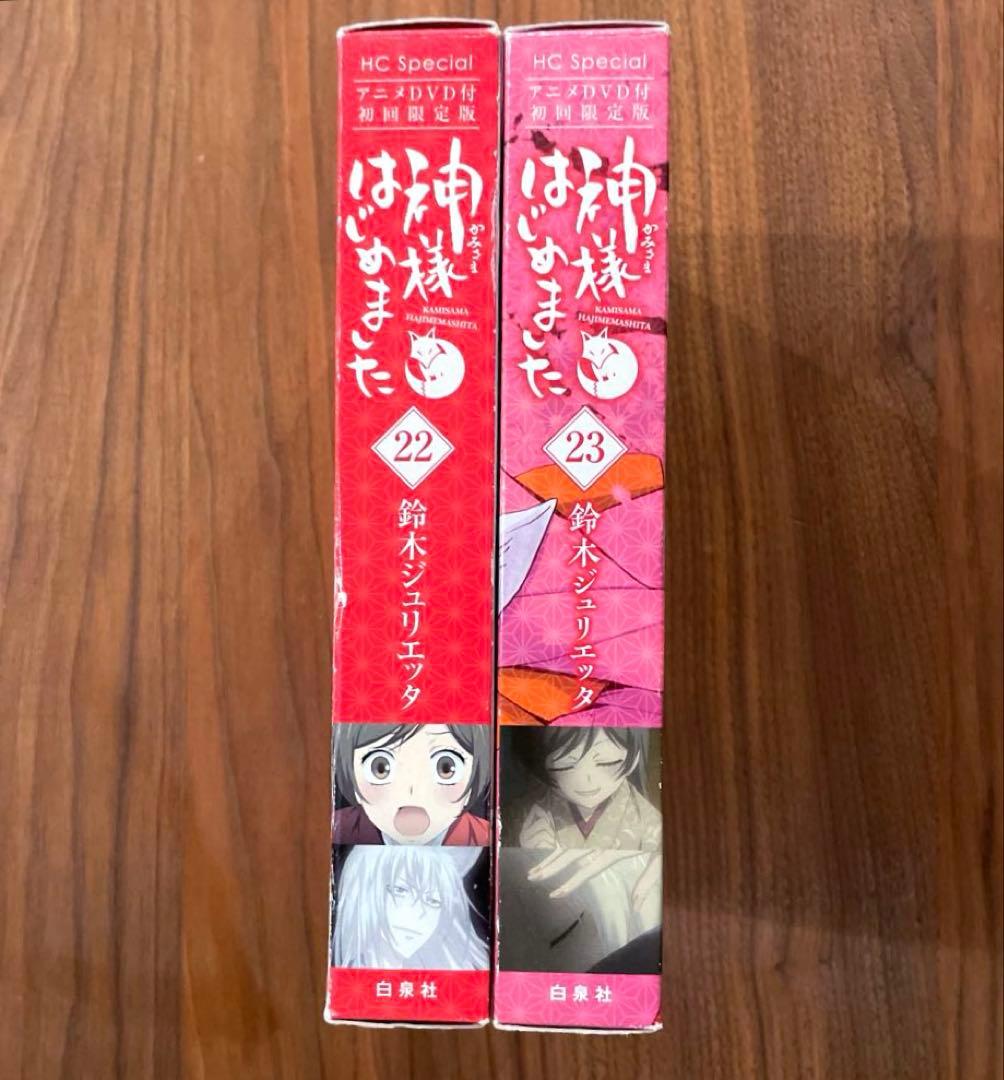 HC Special
アニメDVD付
初回限定版
神様
かみさま
はじめました
KAMISAMA
HAJIMEMASHITA
22
鈴木ジュリエッタ
白泉社
HC Special
アニメDVD付
初回限定版
神様
かみさま
はじめました
KAMISAMA
HAJIMEMASHITA
23
鈴木ジュリエッタ
白泉社